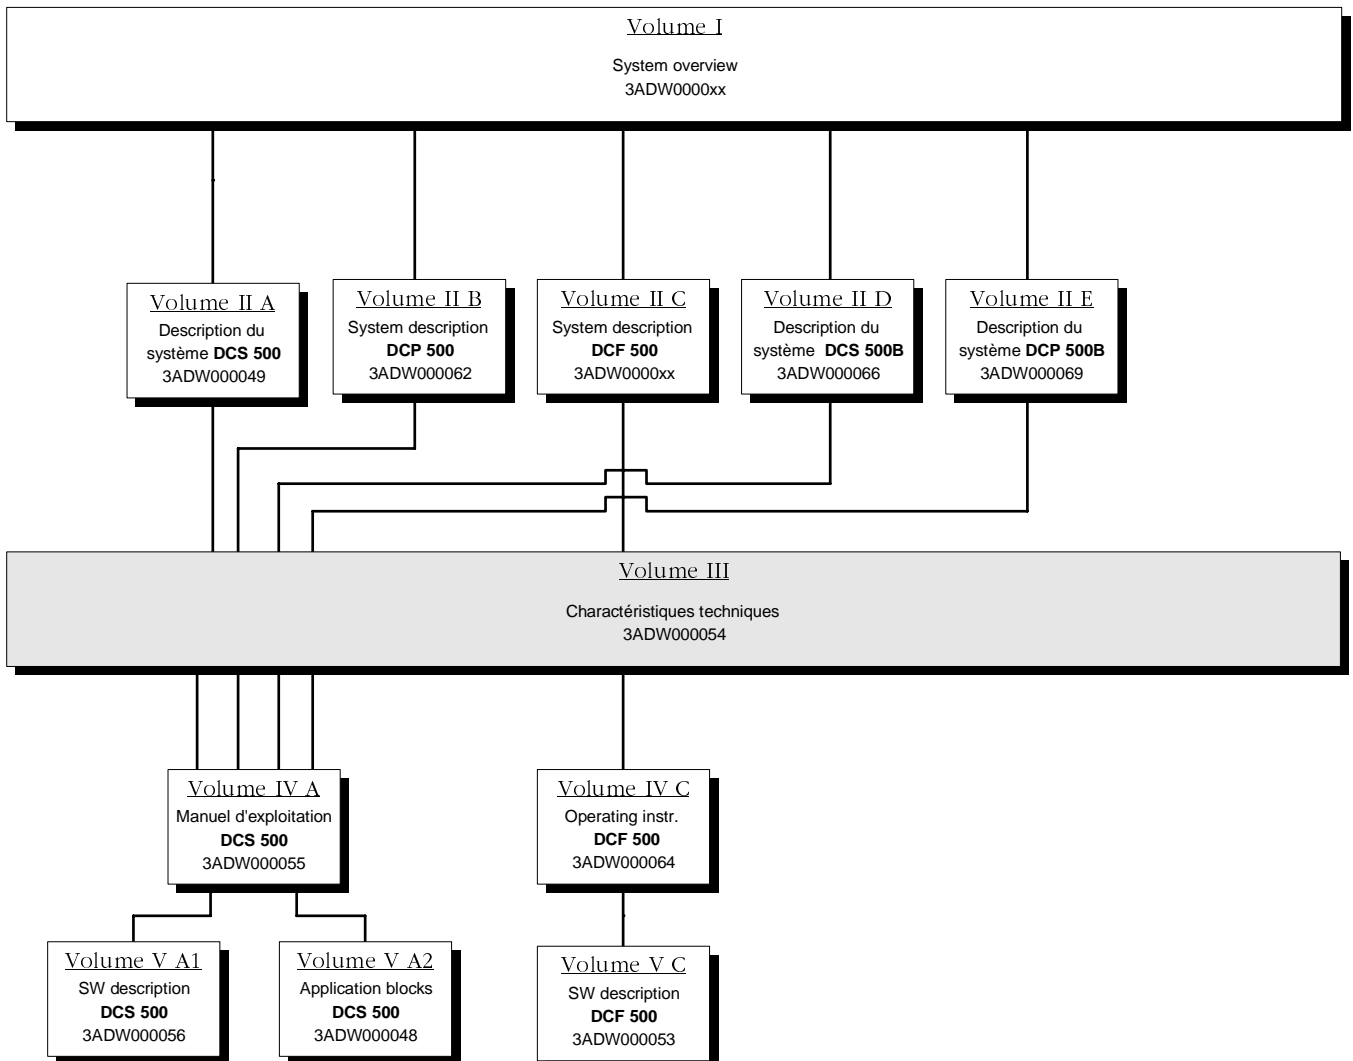 Volume I
System overview
3ADW0000xx
Volume II A
Description du
système DCS 500
3ADW000049
Volume II B
System description
DCP 500
3ADW000062
Volume II C
System description
DCF 500
3ADW0000xx
Volume II D
Description du
système DCS 500B
3ADW000066
Volume II E
Description du
système DCP 500B
3ADW000069
Volume III
Charactéristiques techniques
3ADW000054
Volume IV A
Manuel d'exploitation
DCS 500
3ADW000055
Volume IV C
Operating instr.
DCF 500
3ADW000064
Volume V A1
SW description
DCS 500
3ADW000056
Volume V A2
Application blocks
DCS 500
3ADW000048
Volume V C
SW description
DCF 500
3ADW000053